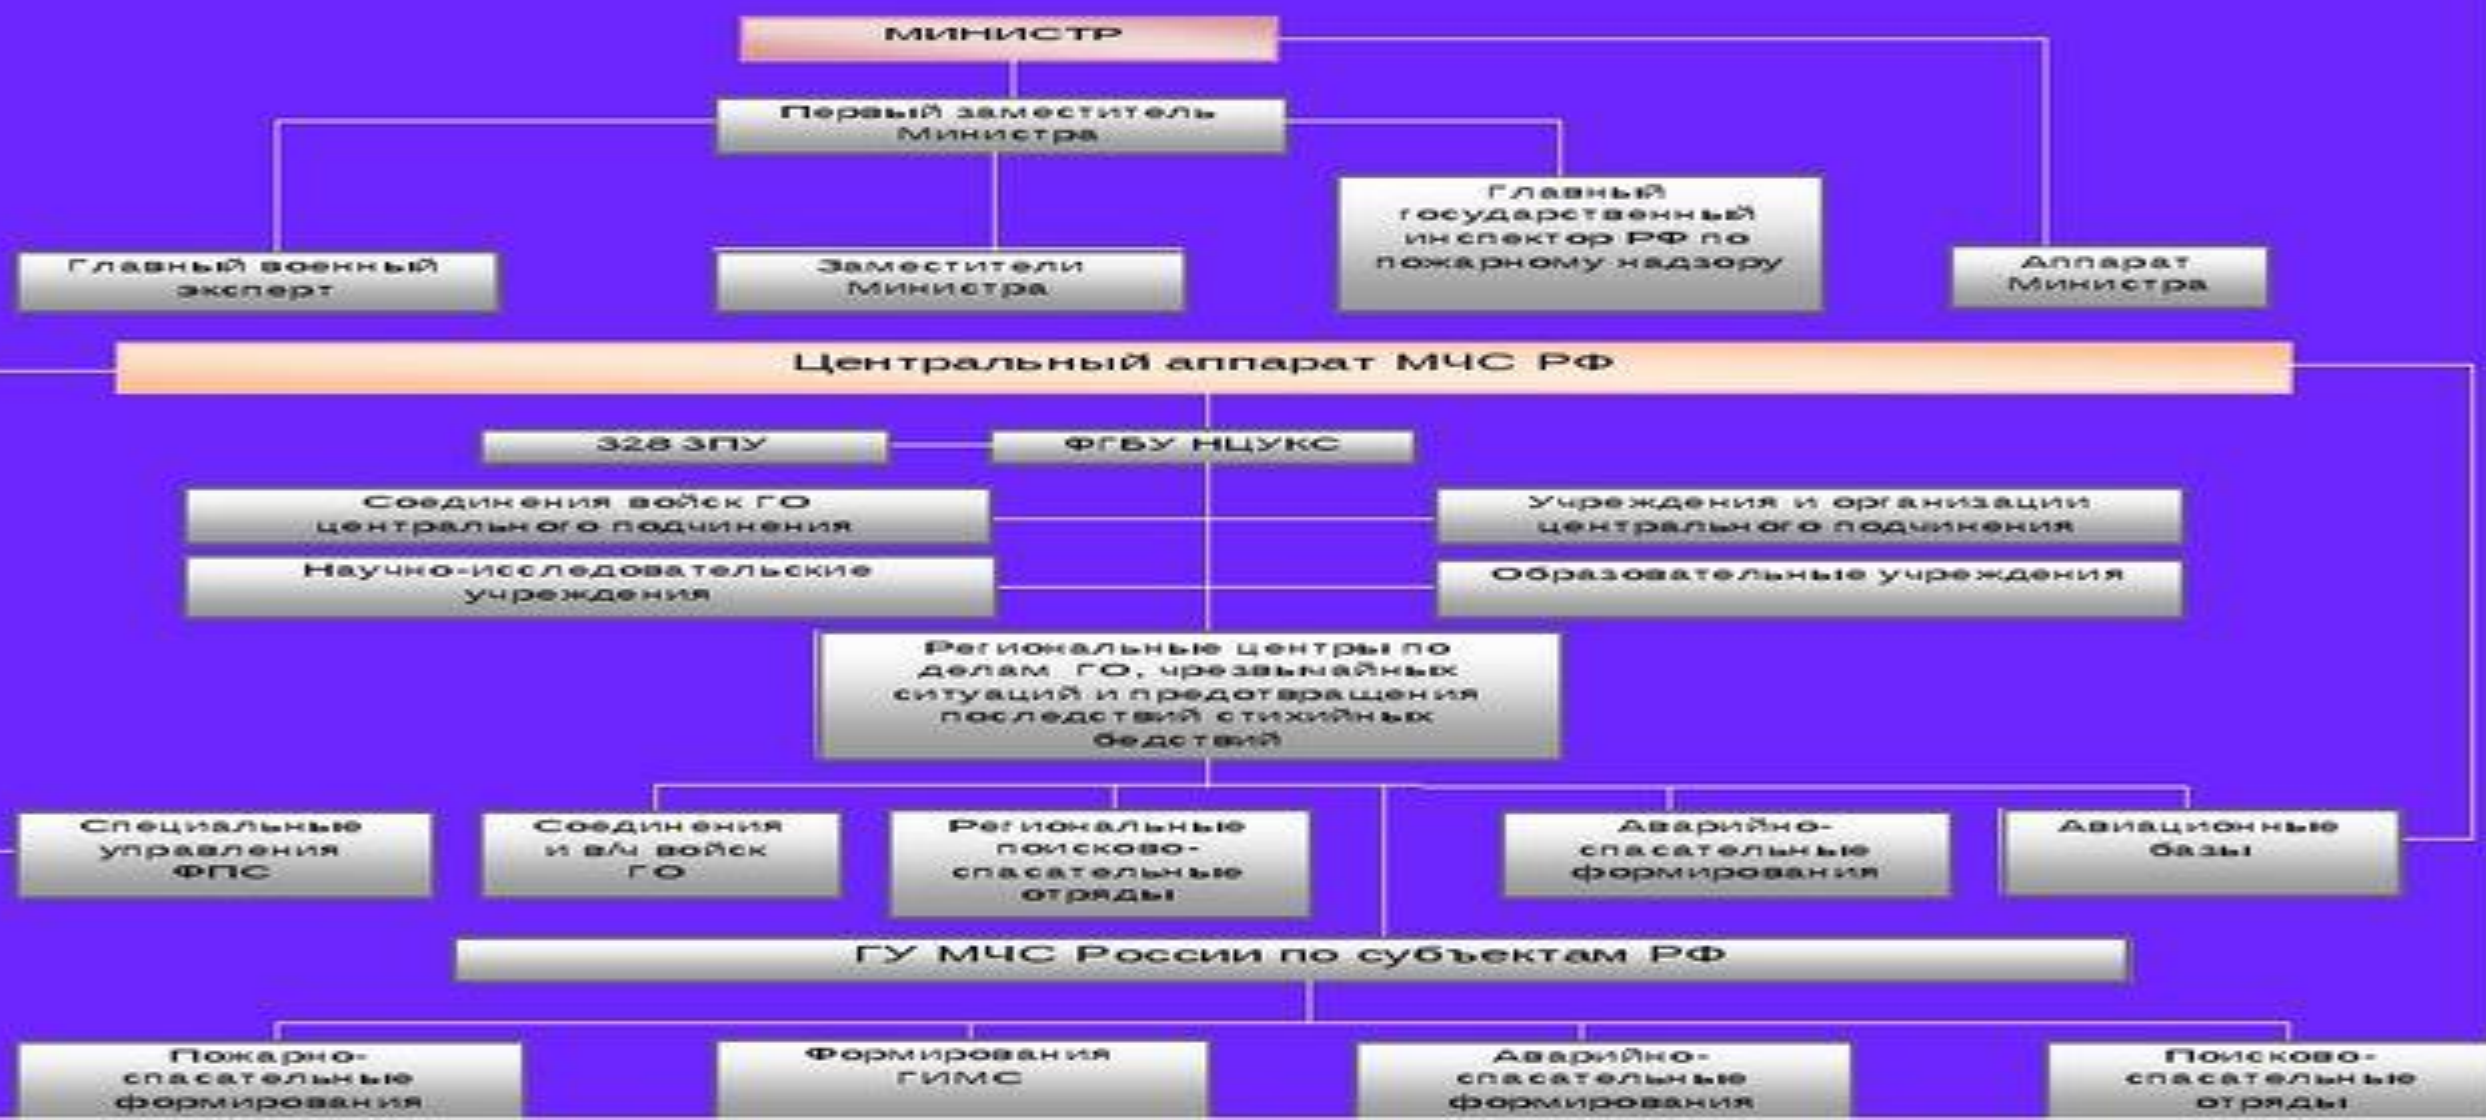 МИНИСТР
Первый заместитель
Министра
Главный военный
эксперт
Заместители
Министра
Главный
государственный
инспектор РФ по
пожарному надзору
Аппарат
Министра
Центральный аппарат МЧС РФ
328 ЗПУ
ФГБУ НЦУКС
Соединения войск ГО
центрального подчинения
Учреждения и организации
центрального подчинения
Научно-исследовательские
учреждения
Образовательные учреждения
Региональные центры по
делам ГО, чрезвычайных
ситуаций и предотвращения
последствий стихийных
бедствий
Специальные
управления
ФПС
Соединения
и в/ч войск
ГО
Региональные
поисково-
спасательные
отряды
Аварийно-
спасательные
формирования
Авиационные
базы
ГУ МЧС России по субъектам РФ
Пожарно-
спасательные
формирования
Формирования
ГИМС
Аварийно-
спасательные
формирования
Поисково-
спасательные
отряды